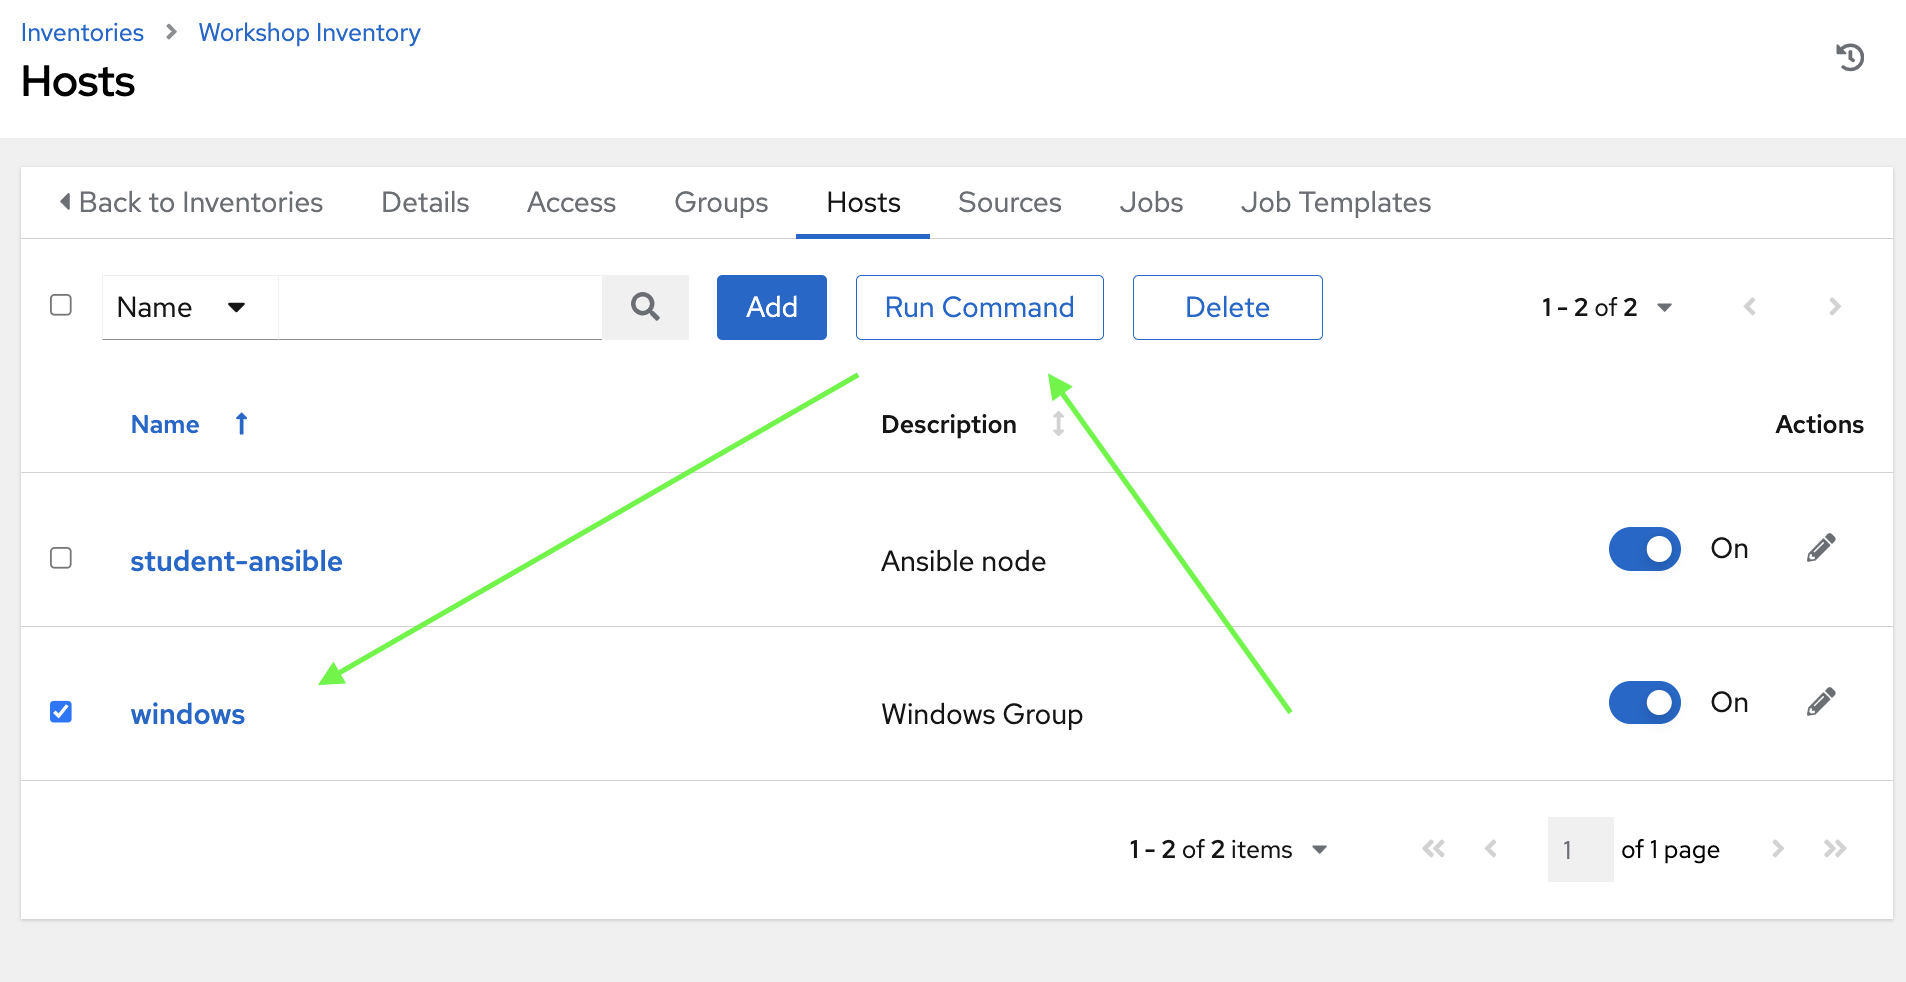 Inventories > Workshop Inventory
Hosts
Back to Inventories Details Access Groups Hosts Sources Jobs Job Templates
Name Add Run Command Delete 1 - 2 of 2
Name Description Actions
student-ansible Ansible node On
windows Windows Group On
1 - 2 of 2 items 1 of 1 page